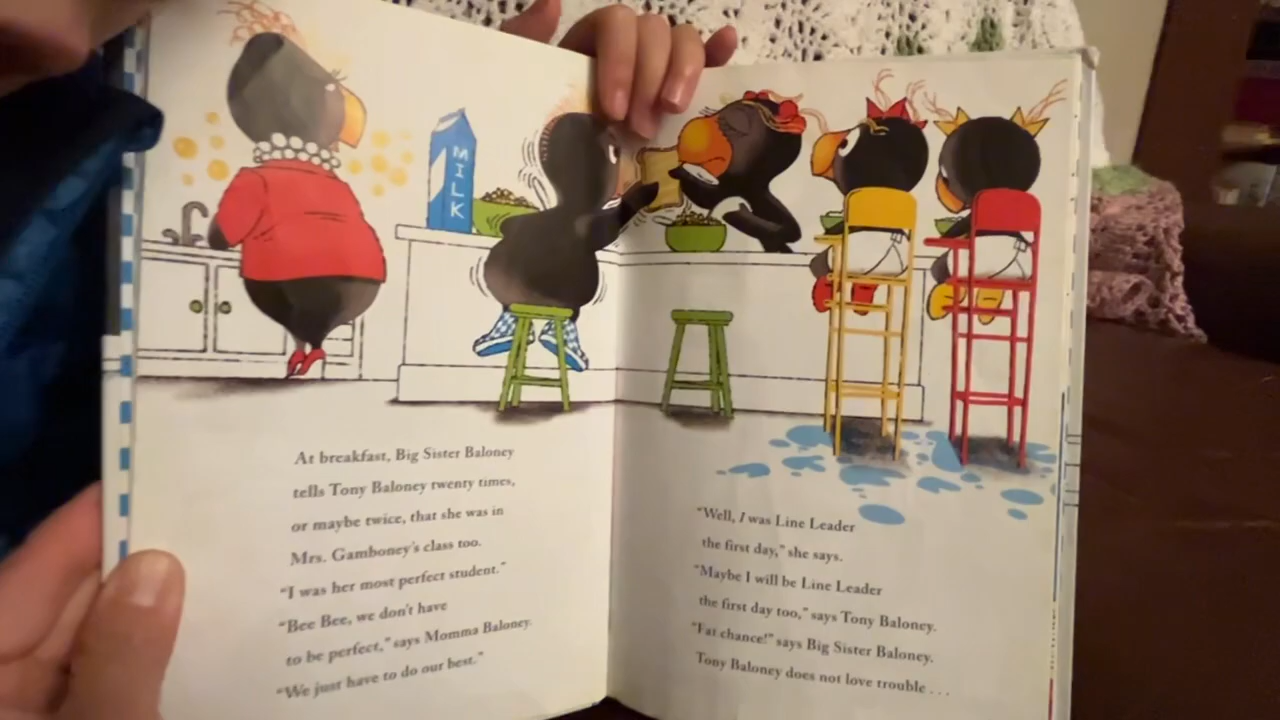 MILK
At breakfast, Big Sister Baloney
tells Tony Baloney twenty times,
or maybe twice, that she was in
Mrs. Gamboney's class too.
"I was her most perfect student."
"Bee Bee, we don't have
to be perfect," says Momma Baloney.
"We just have to do our best."
"Well, I was Line Leader
the first day," she says.
"Maybe I will be Line Leader
the first day too," says Tony Baloney.
"Fat chance!" says Big Sister Baloney.
Tony Baloney does not love trouble . . .